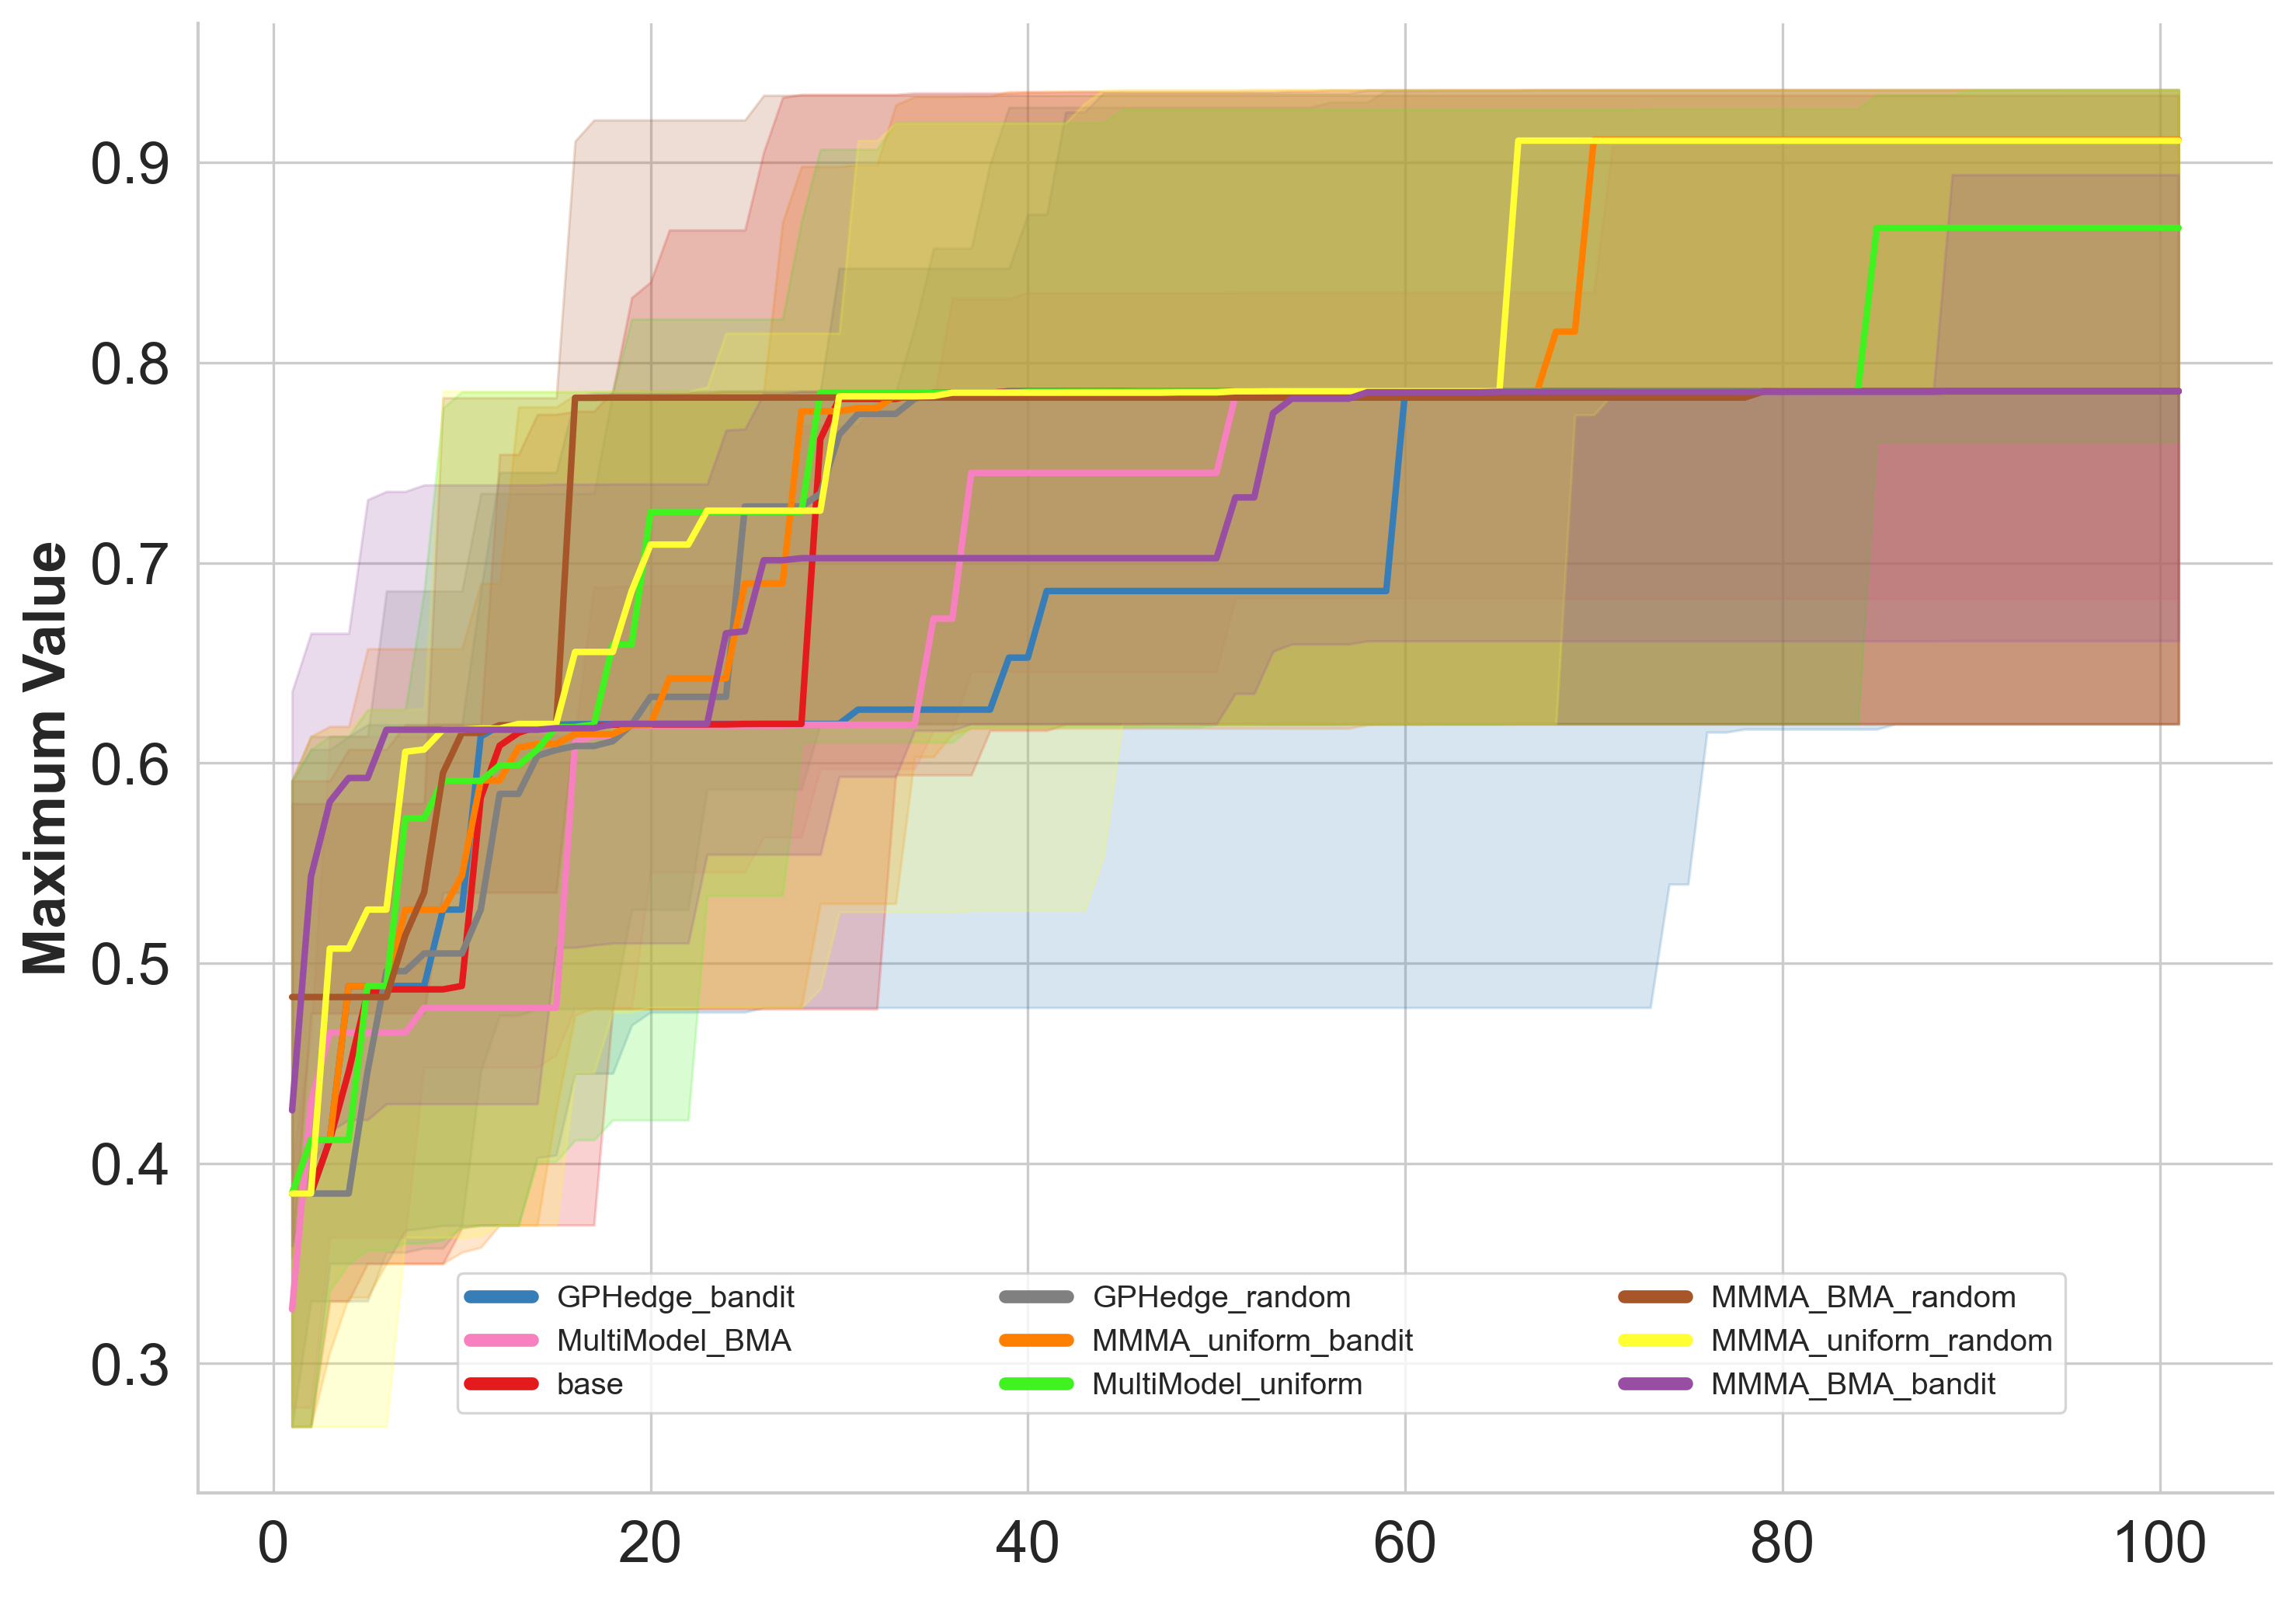 Maximum Value
0.9
0.8
0.7
0.6
0.5
0.4
0.3
GPHedge_bandit
MultiModel_BMA
base
GPHedge_random
MMMA_uniform_bandit
MultiModel_uniform
MMMA_BMA_random
MMMA_uniform_random
MMMA_BMA_bandit
0 20 40 60 80 100